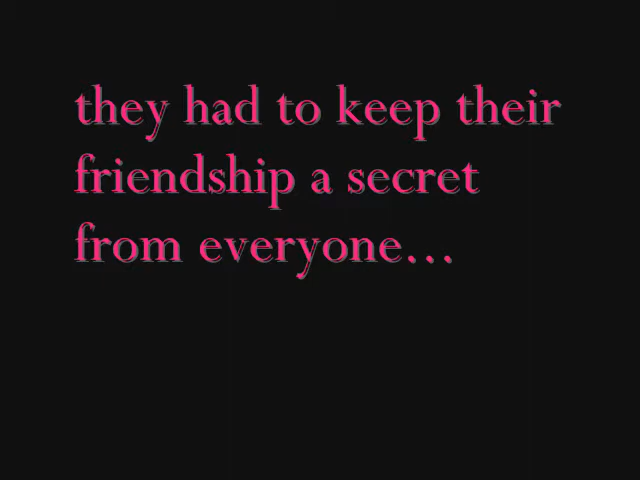 they had to keep their
friendship a secret
from everyone...